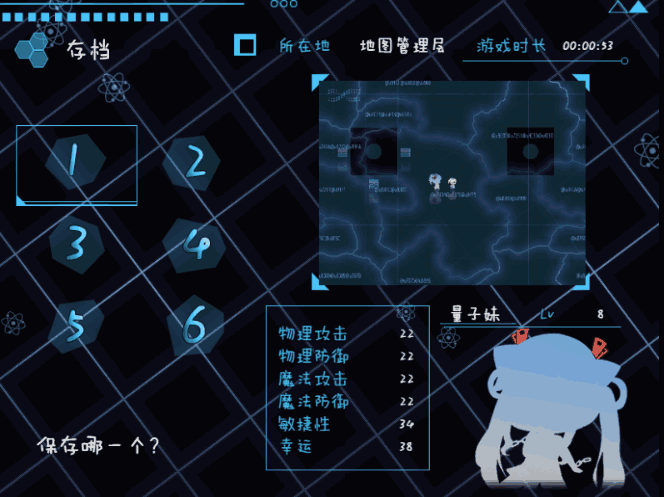 存档
所在地 地图管理层 游戏时长 00:00:53
1 2
3 4
5 6
保存哪一个?
物理攻击 22
物理防御 22
魔法攻击 22
魔法防御 22
敏捷性 34
幸运 38
量子妹 Lv 8